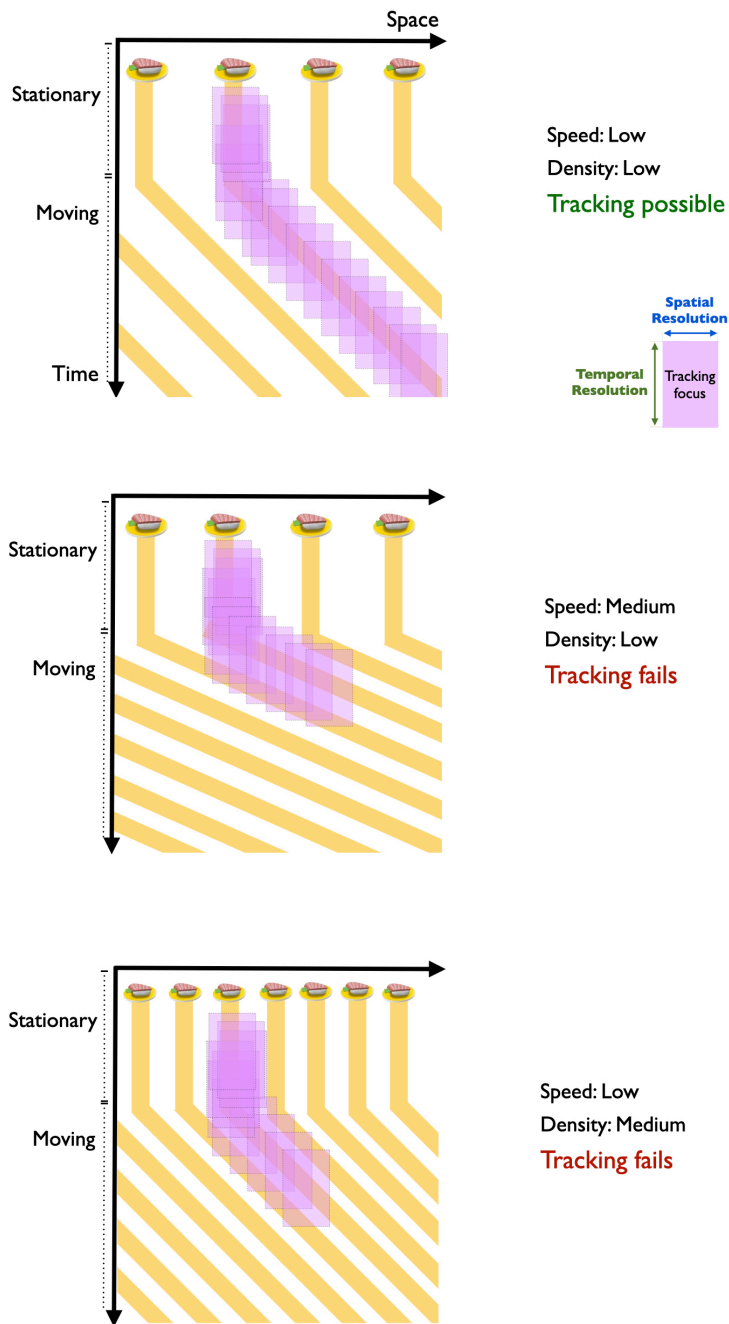 Space
Stationary
Moving
Time
Speed: Low
Density: Low
Tracking possible
Spatial
Resolution
Temporal
Resolution
Tracking
focus
Stationary
Moving
Speed: Medium
Density: Low
Tracking fails
Stationary
Moving
Speed: Low
Density: Medium
Tracking fails